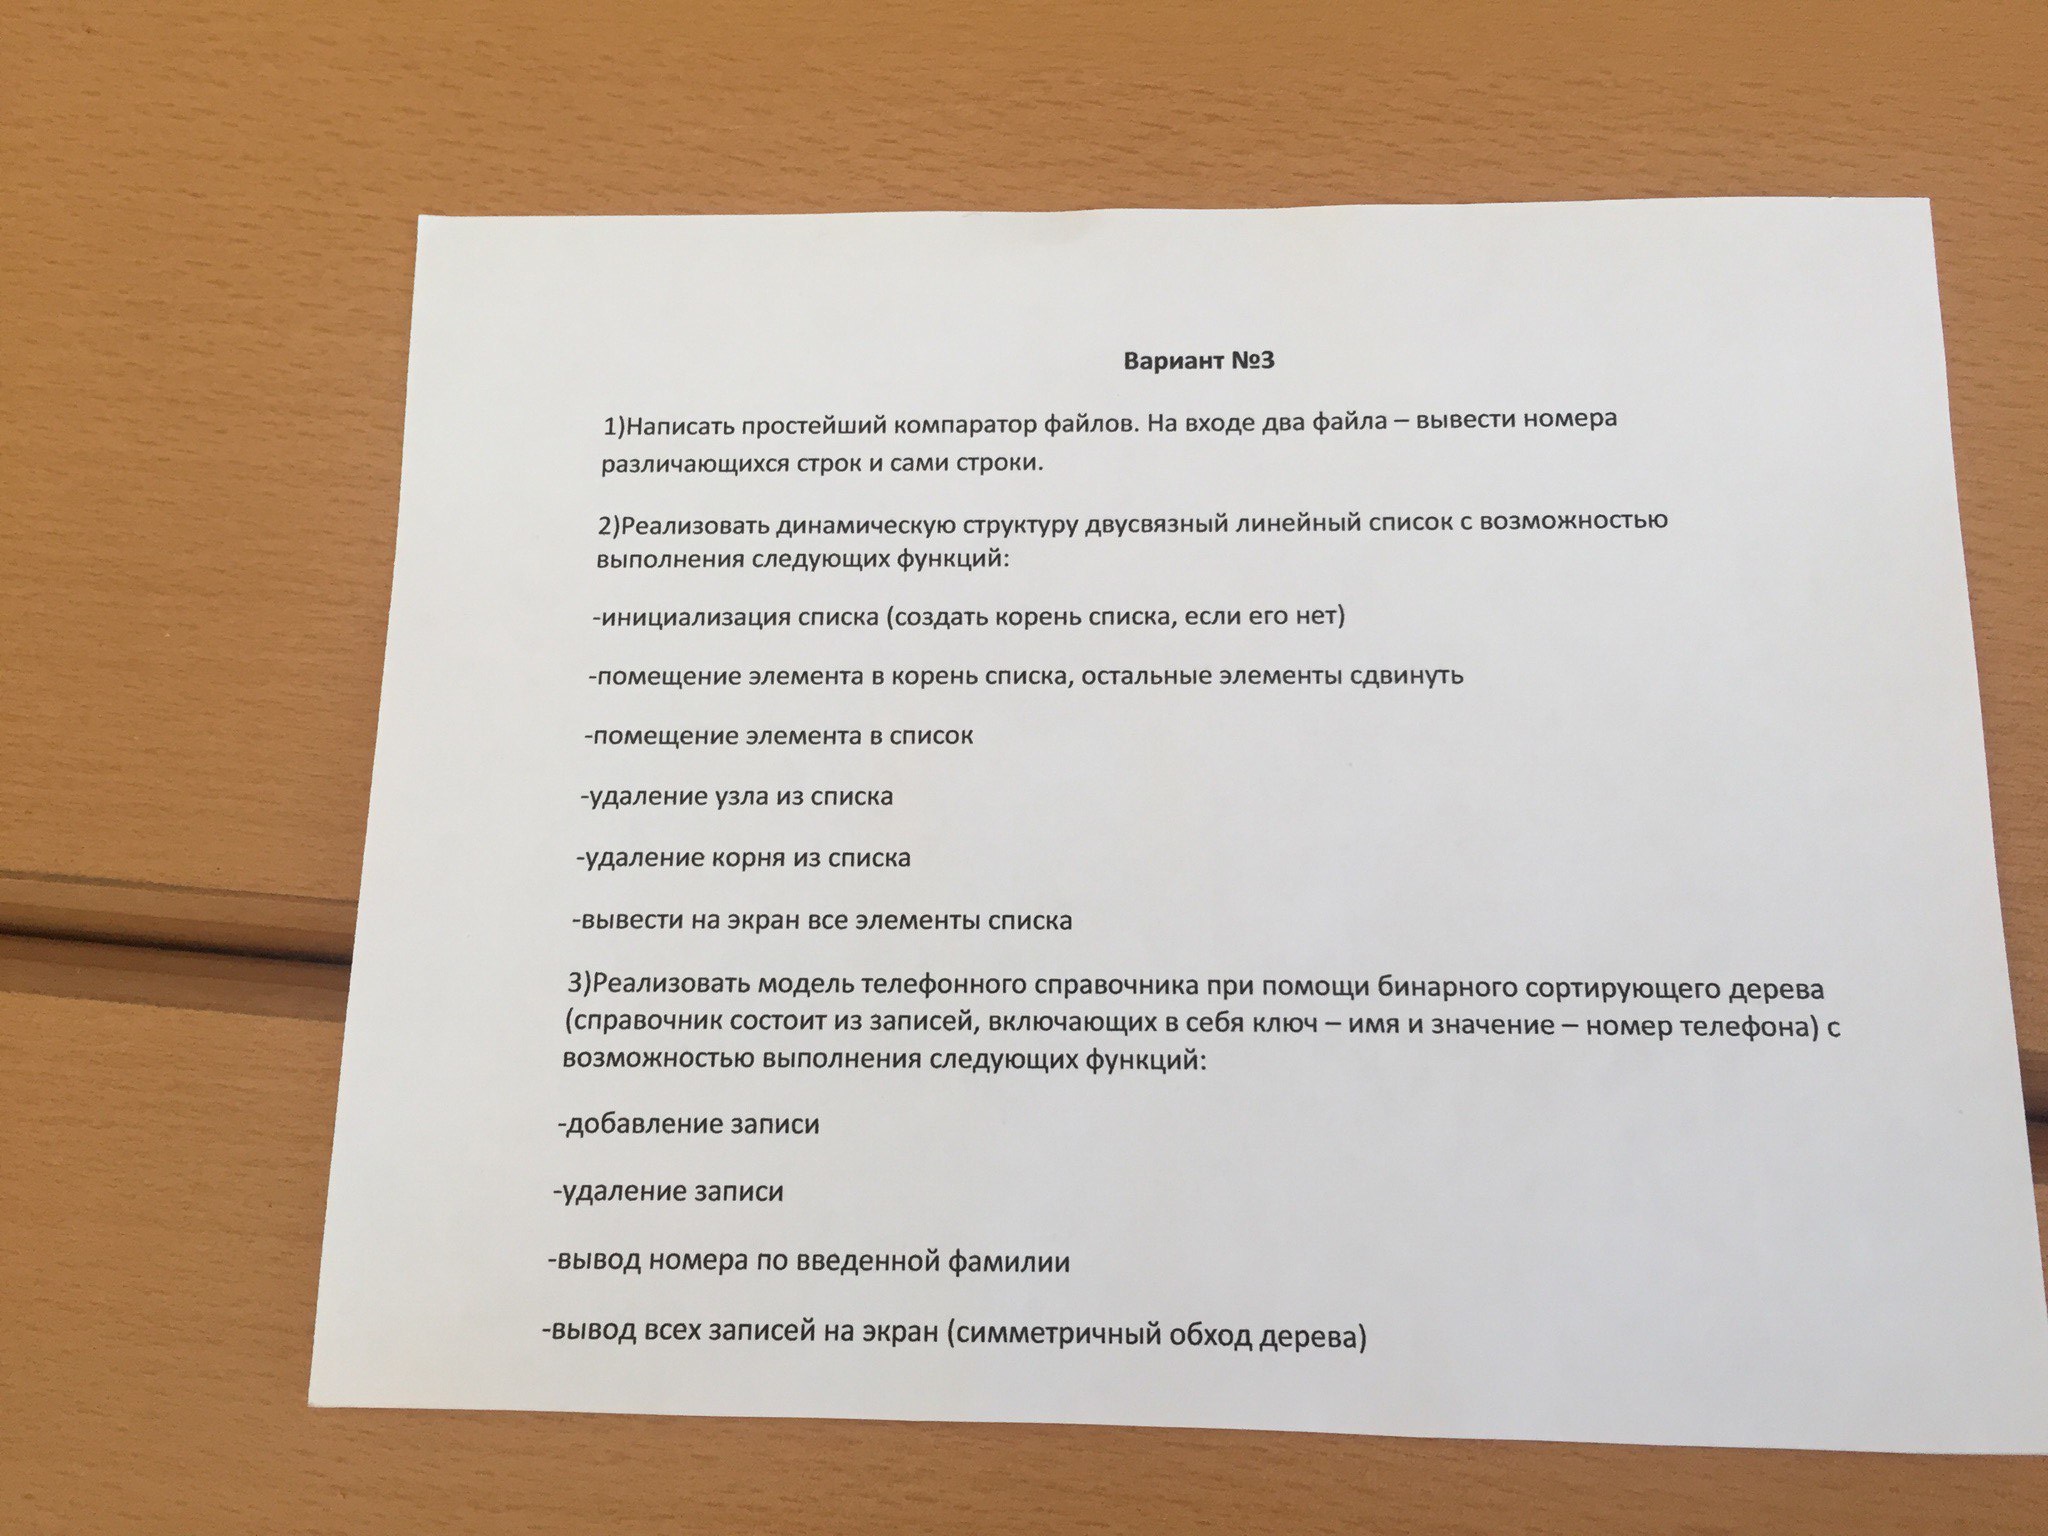 Вариант №3
1)Написать простейший компаратор файлов. На входе два файла – вывести номера
различающихся строк и сами строки.
2)Реализовать динамическую структуру двусвязный линейный список с возможностью
выполнения следующих функций:
-инициализация списка (создать корень списка, если его нет)
-помещение элемента в корень списка, остальные элементы сдвинуть
-помещение элемента в список
-удаление узла из списка
-удаление корня из списка
-вывести на экран все элементы списка
3)Реализовать модель телефонного справочника при помощи бинарного сортирующего дерева
(справочник состоит из записей, включающих в себя ключ – имя и значение – номер телефона) с
возможностью выполнения следующих функций:
-добавление записи
-удаление записи
-вывод номера по введенной фамилии
-вывод всех записей на экран (симметричный обход дерева)